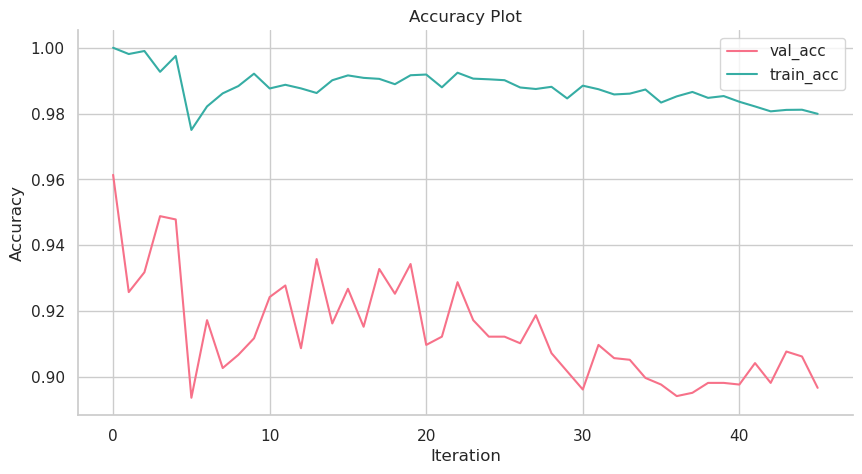 Accuracy Plot
val_acc
train_acc
1.00
0.98
0.96
0.94
0.92
0.90
Accuracy
0 10 20 30 40
Iteration